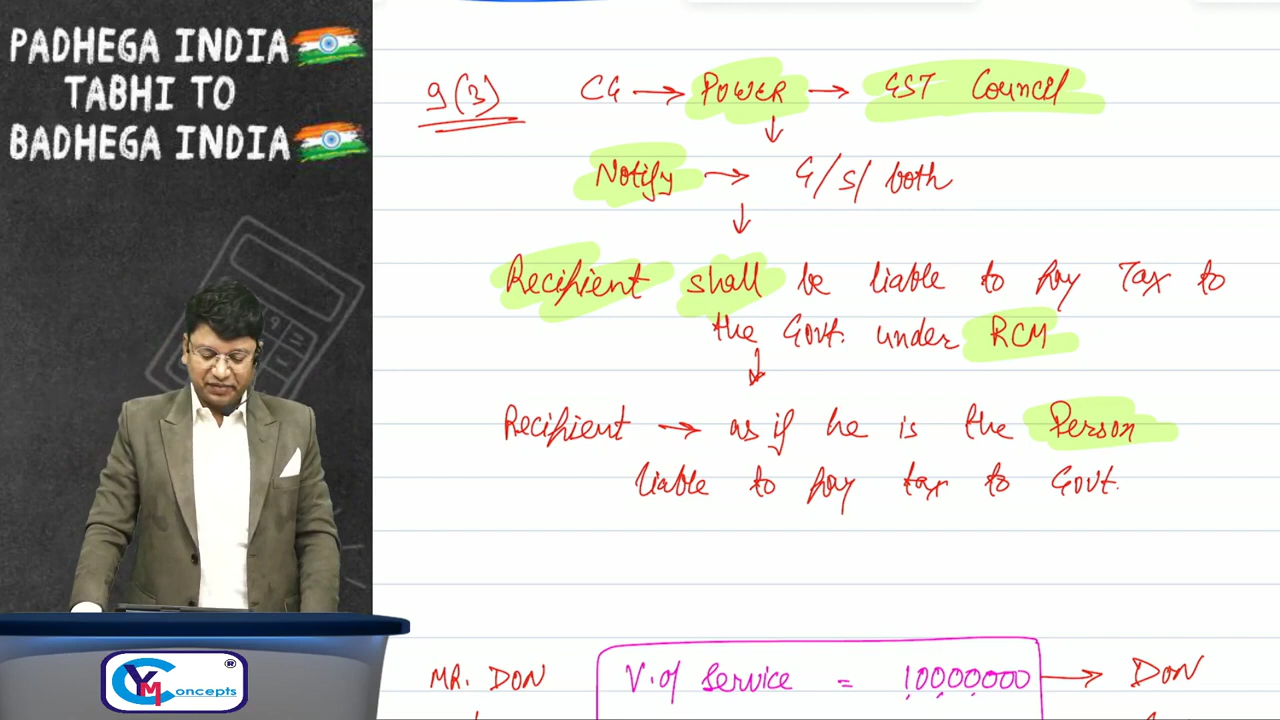 PADHEGA INDIA
TABHI TO
BADHEGA INDIA
9(3) CG → POWER → GST Council
↓
Notify → G/S/ both
↓
Recipient shall be liable to pay Tax to
the Govt. under RCM
↓
Recipient → as if he is the Person
liable to pay tax to Govt.
MR. DON V. of Service = 10000000 → DON
CYM Concepts ®